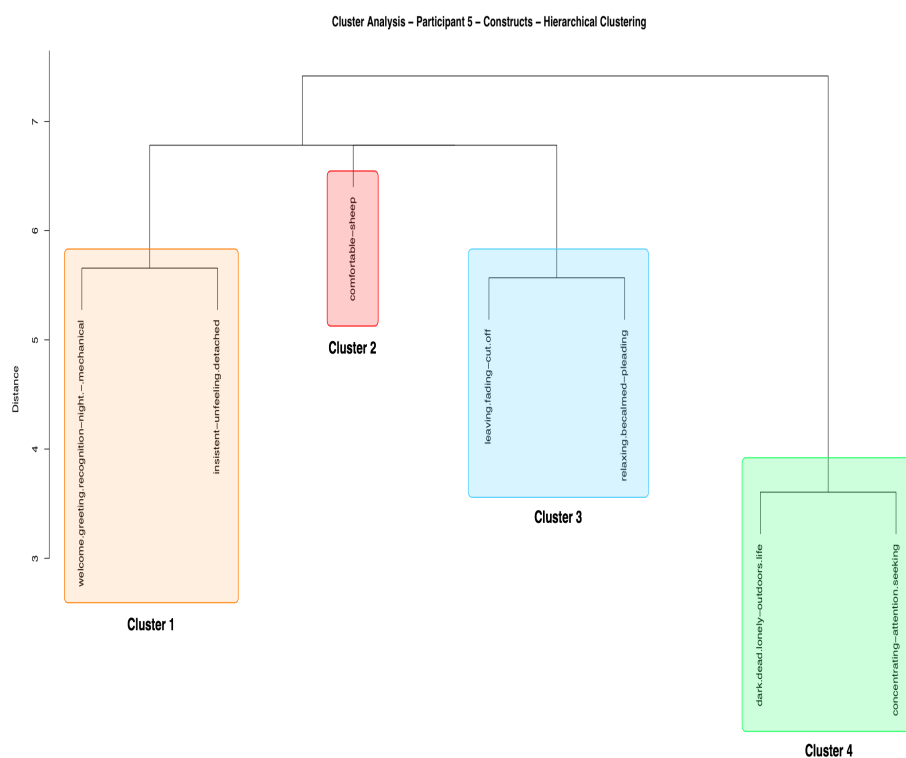 Cluster Analysis – Participant 5 – Constructs – Hierarchical Clustering
Distance
7
6
5
4
3
welcome.greeting.recognition–night.–.mechanical
insistent–unfeeling.detached
Cluster 1
comfortable–sheep
Cluster 2
leaving.fading–cut.off
relaxing.becalmed–pleading
Cluster 3
dark.dead.lonely–outdoors.life
concentrating–attention.seeking
Cluster 4